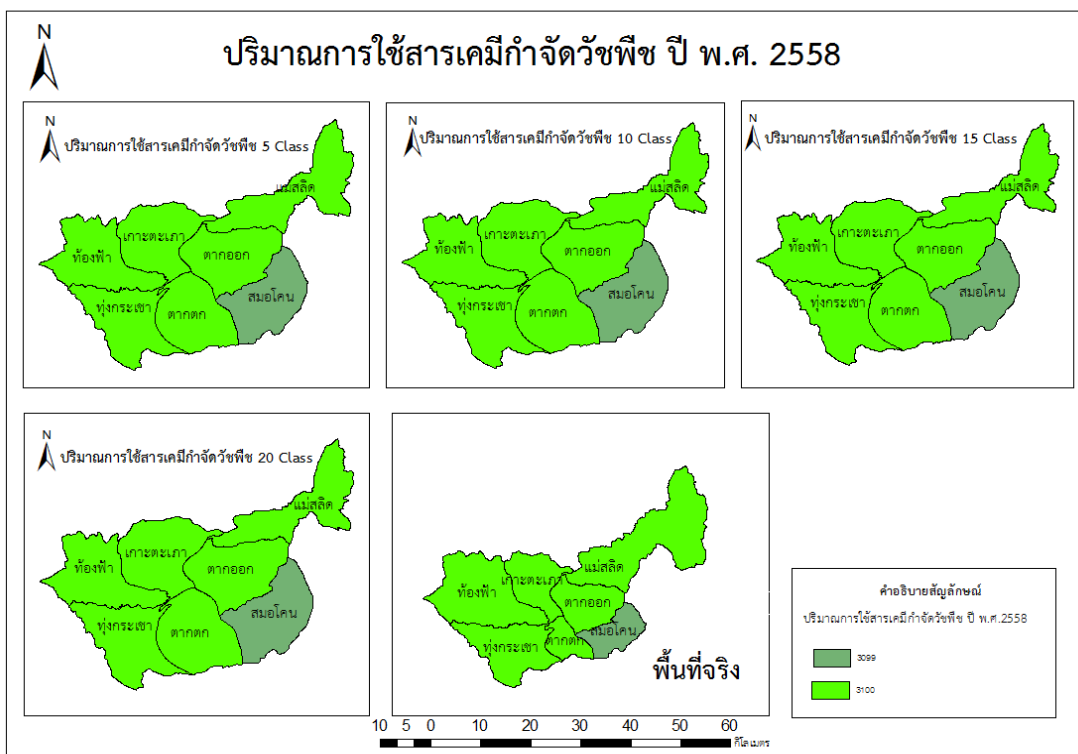 N
ปริมาณการใช้สารเคมีกำจัดวัชพืช ปี พ.ศ. 2558
N
ปริมาณการใช้สารเคมีกำจัดวัชพืช 5 Class
แม่สลิด
เกาะตะเภา
ตากออก
ท้องฟ้า
สมอโคน
ทุ่งกระเชา
ตากตก
N
ปริมาณการใช้สารเคมีกำจัดวัชพืช 10 Class
แม่สลิด
เกาะตะเภา
ตากออก
ท้องฟ้า
สมอโคน
ทุ่งกระเชา
ตากตก
N
ปริมาณการใช้สารเคมีกำจัดวัชพืช 15 Class
แม่สลิด
เกาะตะเภา
ตากออก
ท้องฟ้า
สมอโคน
ทุ่งกระเชา
ตากตก
N
ปริมาณการใช้สารเคมีกำจัดวัชพืช 20 Class
แม่สลิด
เกาะตะเภา
ตากออก
ท้องฟ้า
สมอโคน
ทุ่งกระเชา
ตากตก
แม่สลิด
เกาะตะเภา
ท้องฟ้า
ตากออก
สมอโคน
ทุ่งกระเชา
ตากตก
พื้นที่จริง
คำอธิบายสัญลักษณ์
ปริมาณการใช้สารเคมีกำจัดวัชพืช ปี พ.ศ.2558
3099
3100
10 5 0 10 20 30 40 50 60
กิโลเมตร